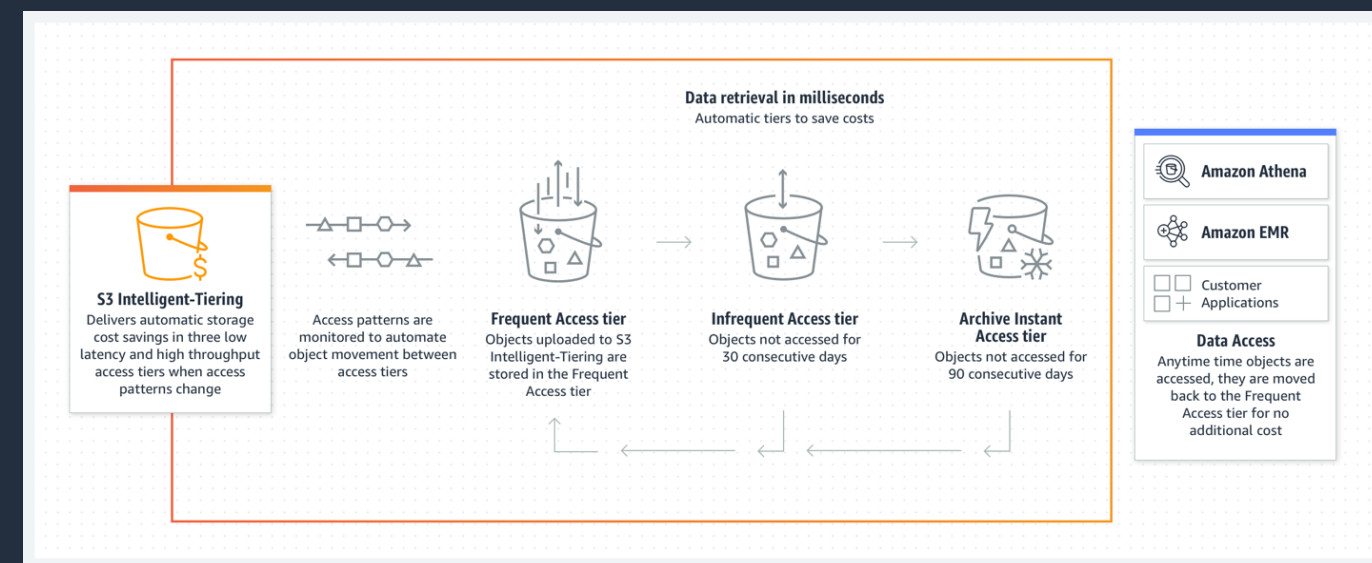 Data retrieval in milliseconds
Automatic tiers to save costs
S3 Intelligent-Tiering
Delivers automatic storage
cost savings in three low
latency and high throughput
access tiers when access
patterns change
Access patterns are
monitored to automate
object movement between
access tiers
Frequent Access tier
Objects uploaded to S3
Intelligent-Tiering are
stored in the Frequent
Access tier
Infrequent Access tier
Objects not accessed for
30 consecutive days
Archive Instant
Access tier
Objects not accessed for
90 consecutive days
Amazon Athena
Amazon EMR
Customer
Applications
Data Access
Anytime time objects are
accessed, they are moved
back to the Frequent
Access tier for no
additional cost